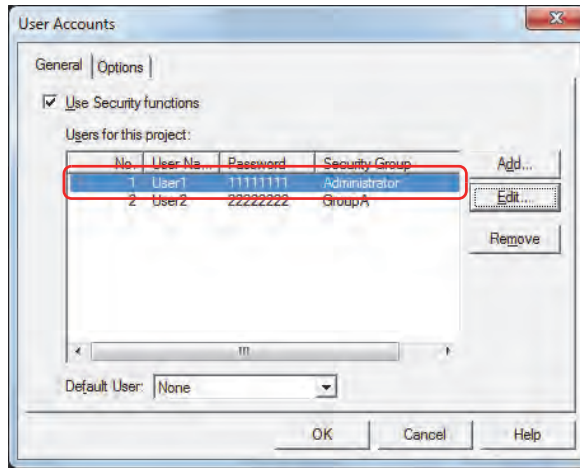 User Accounts
General Options
Use Security functions
Users for this project:
No. User Na... Password Security Group
1 User1 11111111 Administrator
2 User2 22222222 GroupA
Add...
Edit...
Remove
Default User: None
OK Cancel Help